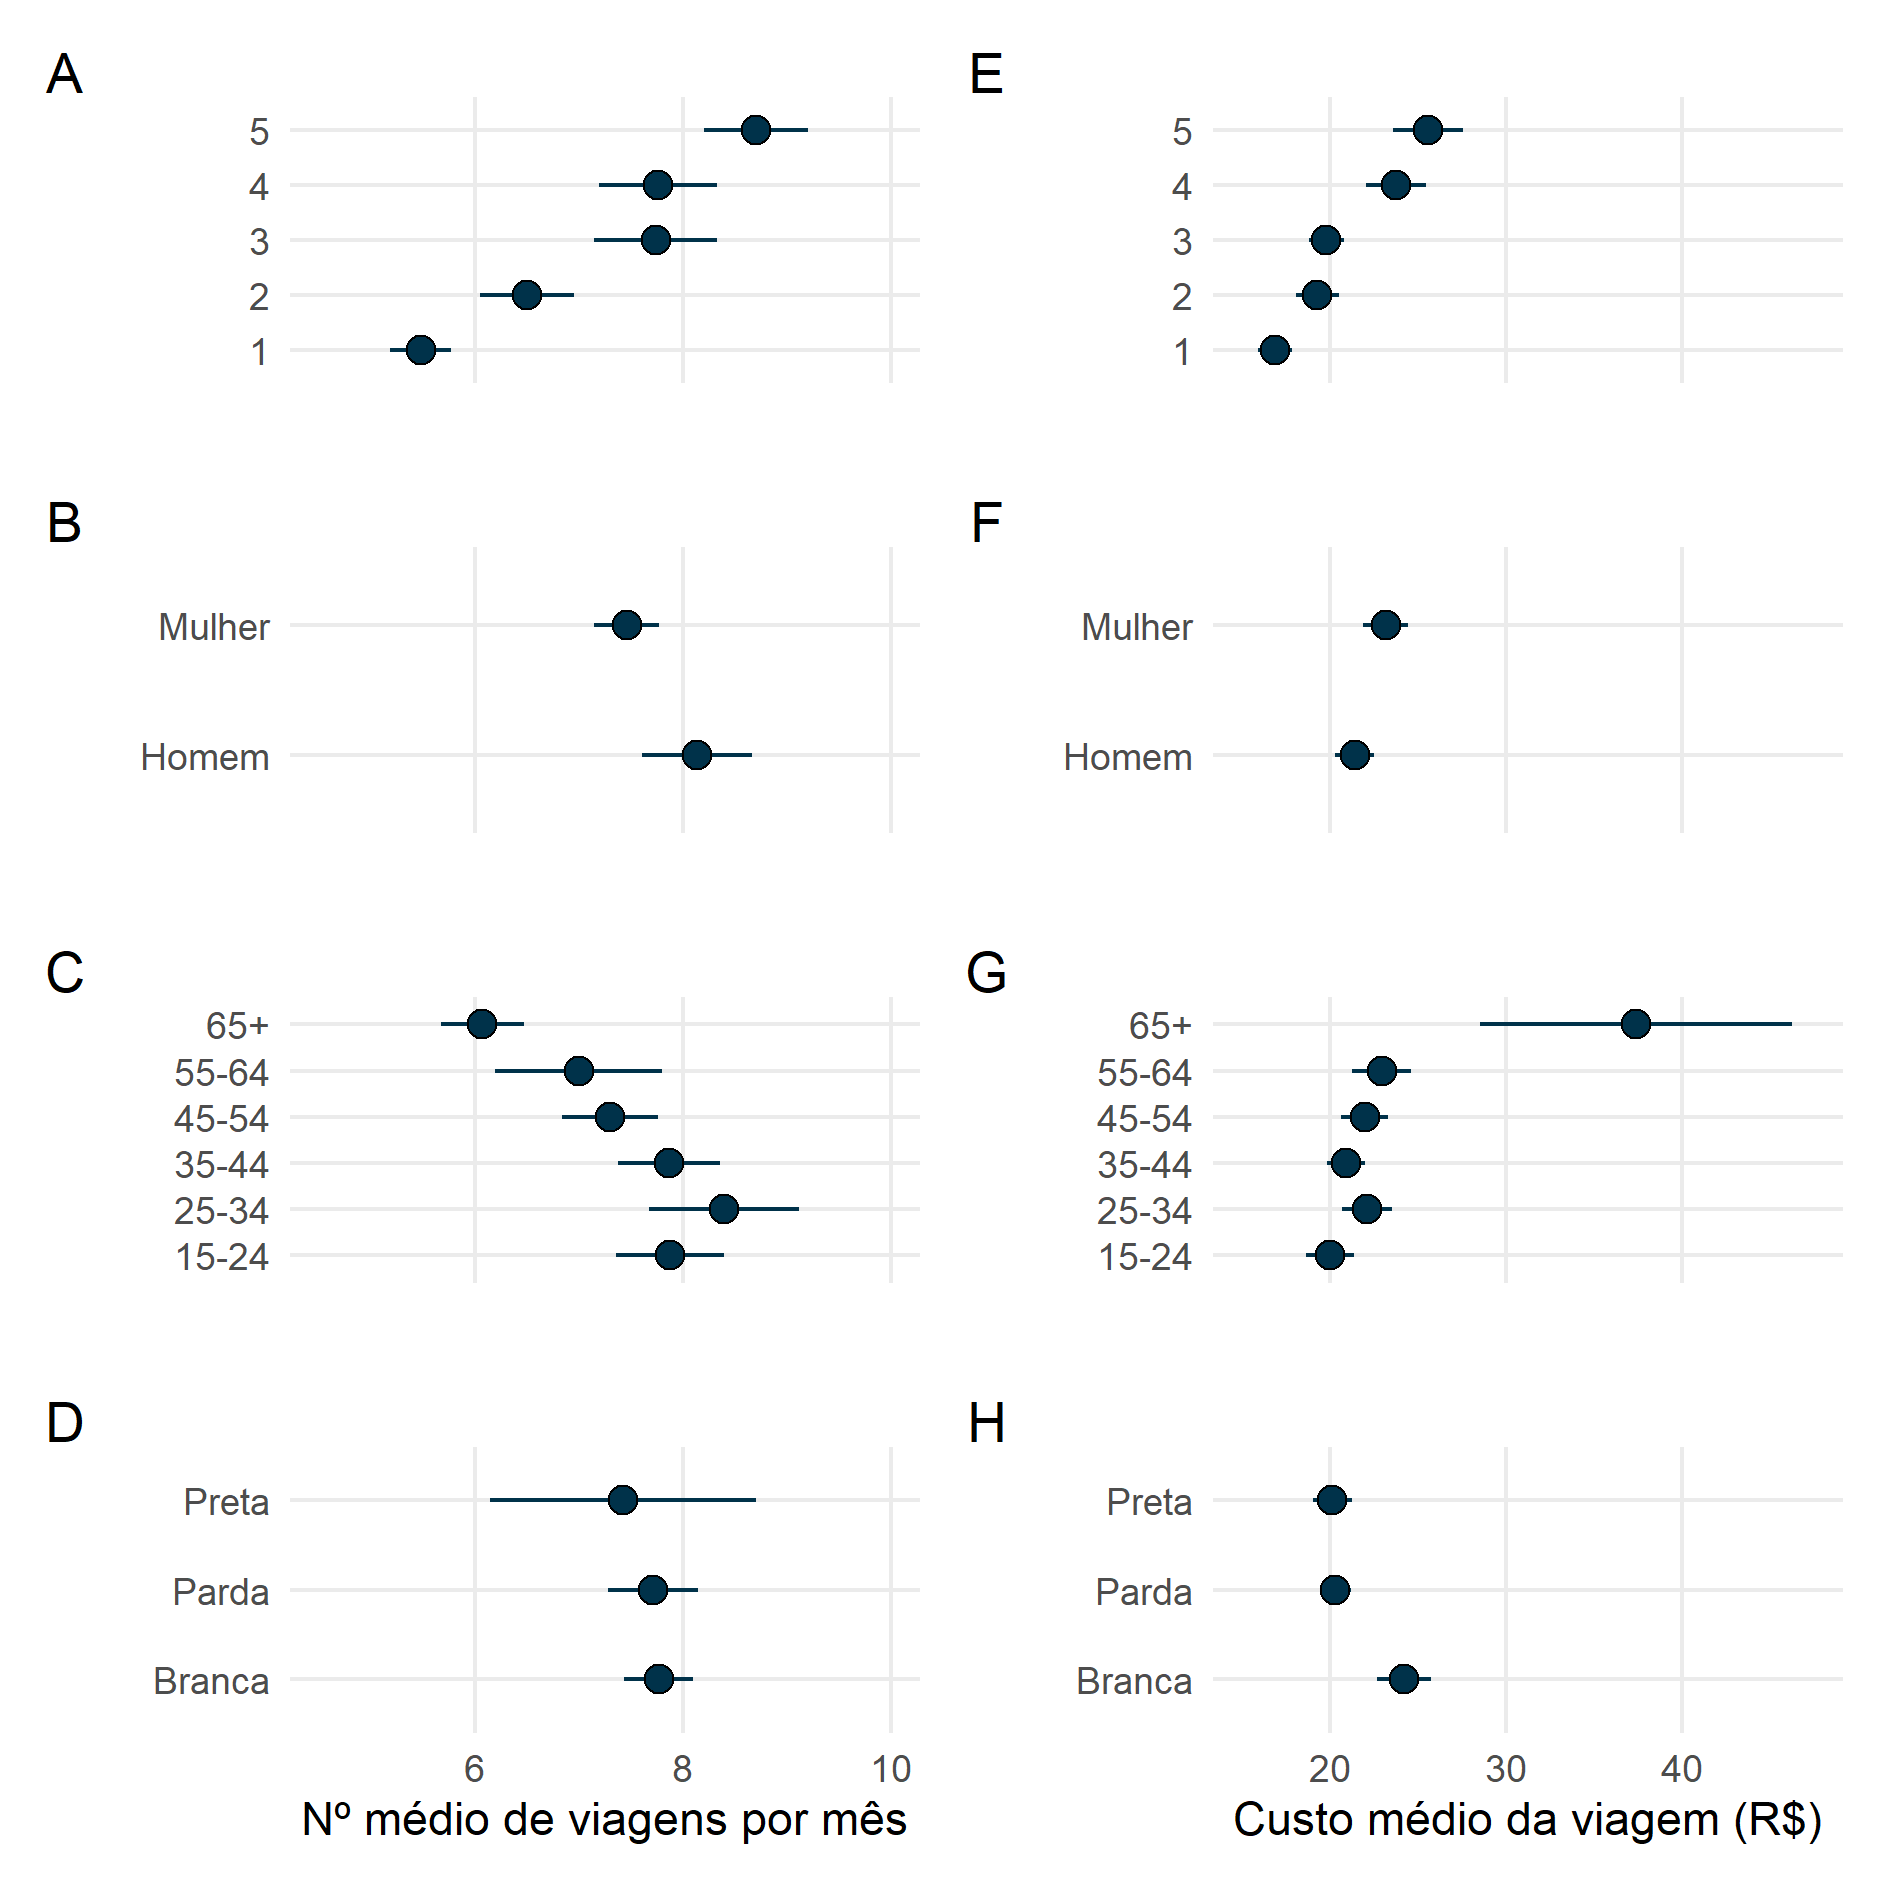 A
5
4
3
2
1
B
Mulher
Homem
C
65+
55-64
45-54
35-44
25-34
15-24
D
Preta
Parda
Branca
6 8 10
Nº médio de viagens por mês
E
5
4
3
2
1
F
Mulher
Homem
G
65+
55-64
45-54
35-44
25-34
15-24
H
Preta
Parda
Branca
20 30 40
Custo médio da viagem (R$)